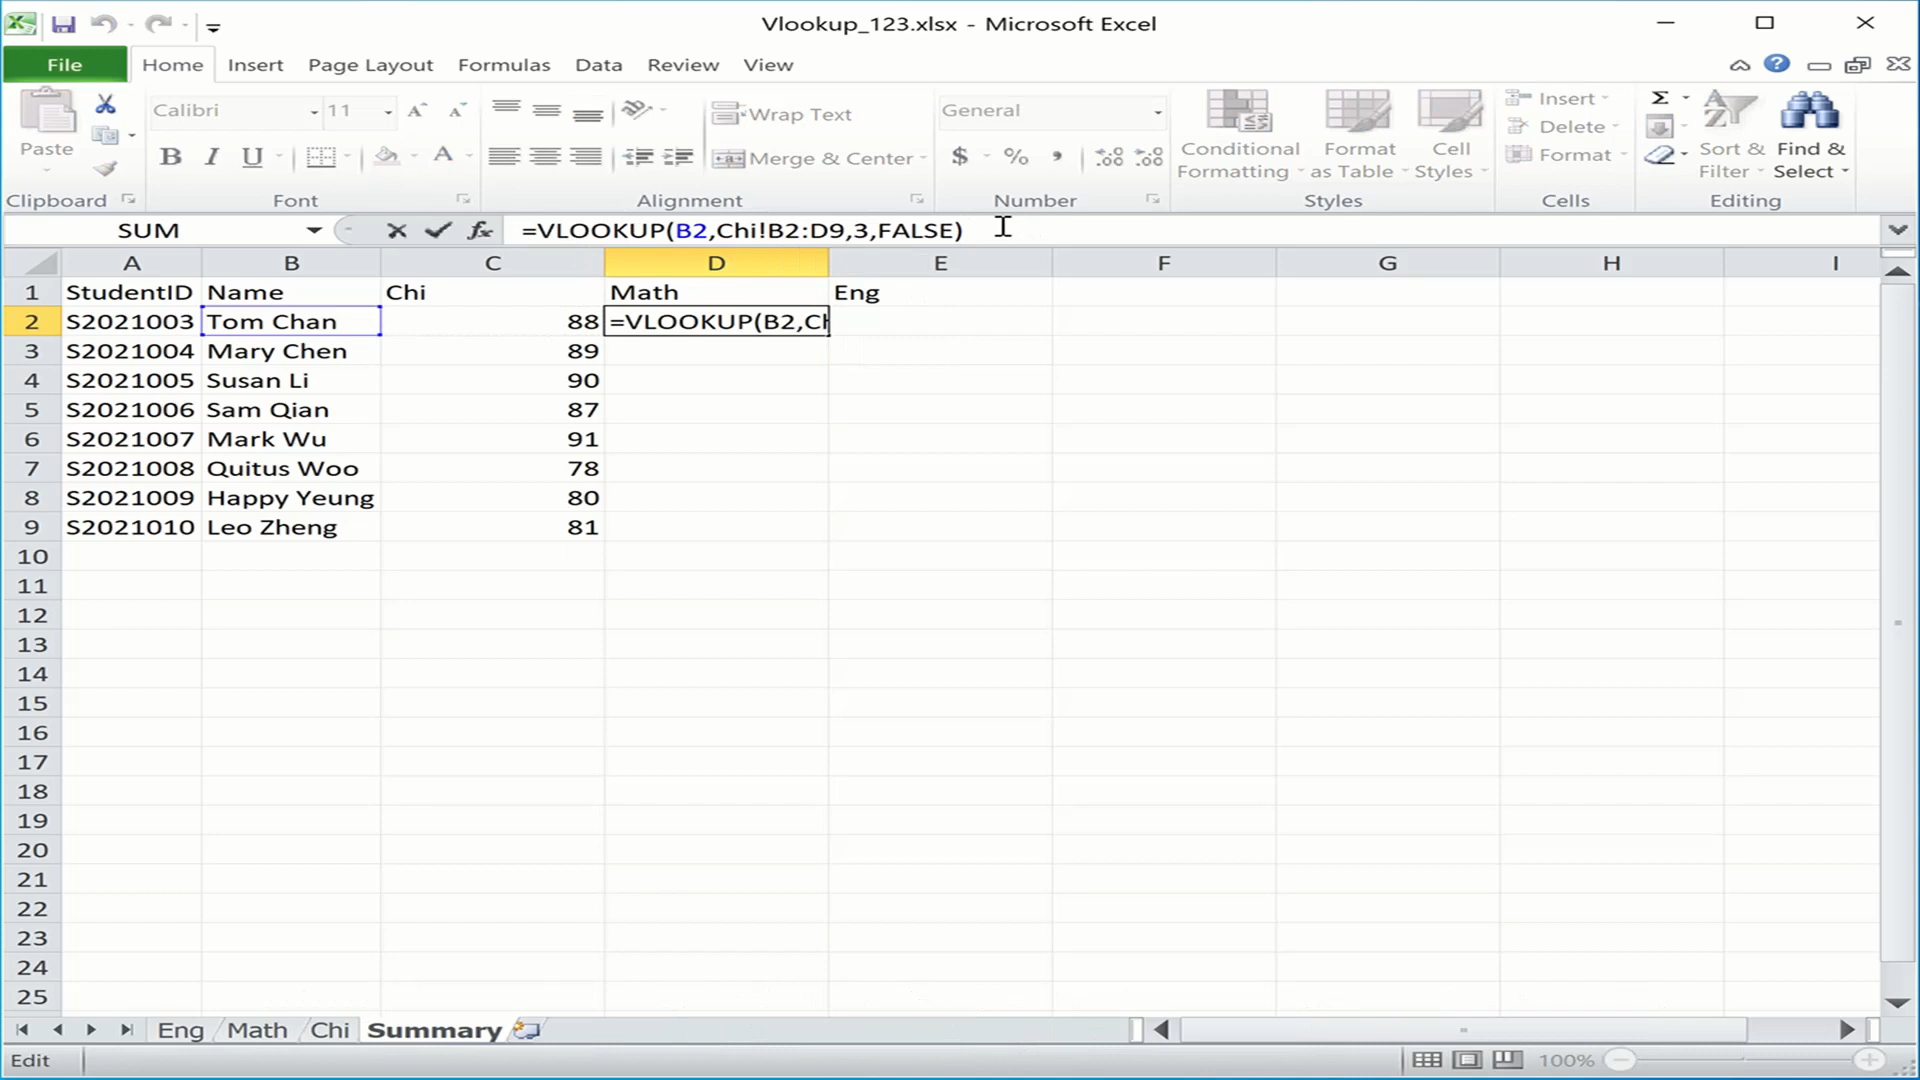 Vlookup_123.xlsx - Microsoft Excel
File Home Insert Page Layout Formulas Data Review View
Paste
Clipboard
Calibri 11
B I U A
Font
Wrap Text
Merge & Center
Alignment
General
$ % ,
Number
Conditional Formatting
Format as Table
Cell Styles
Styles
Insert
Delete
Format
Cells
Σ
Sort & Filter
Find & Select
Editing
SUM fx =VLOOKUP(B2,Chi!B2:D9,3,FALSE)
A B C D E F G H I
1 StudentID Name Chi Math Eng
2 S2021003 Tom Chan 88 =VLOOKUP(B2,Ch
3 S2021004 Mary Chen 89
4 S2021005 Susan Li 90
5 S2021006 Sam Qian 87
6 S2021007 Mark Wu 91
7 S2021008 Quitus Woo 78
8 S2021009 Happy Yeung 80
9 S2021010 Leo Zheng 81
10
11
12
13
14
15
16
17
18
19
20
21
22
23
24
25
Eng Math Chi Summary
Edit 100%